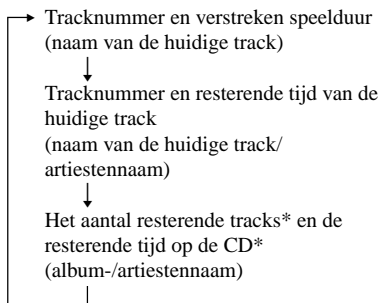 Tracknummer en verstreken speelduur
(naam van de huidige track)
Tracknummer en resterende tijd van de
huidige track
(naam van de huidige track/
artiestennaam)
Het aantal resterende tracks* en de
resterende tijd op de CD*
(album-/artiestennaam)